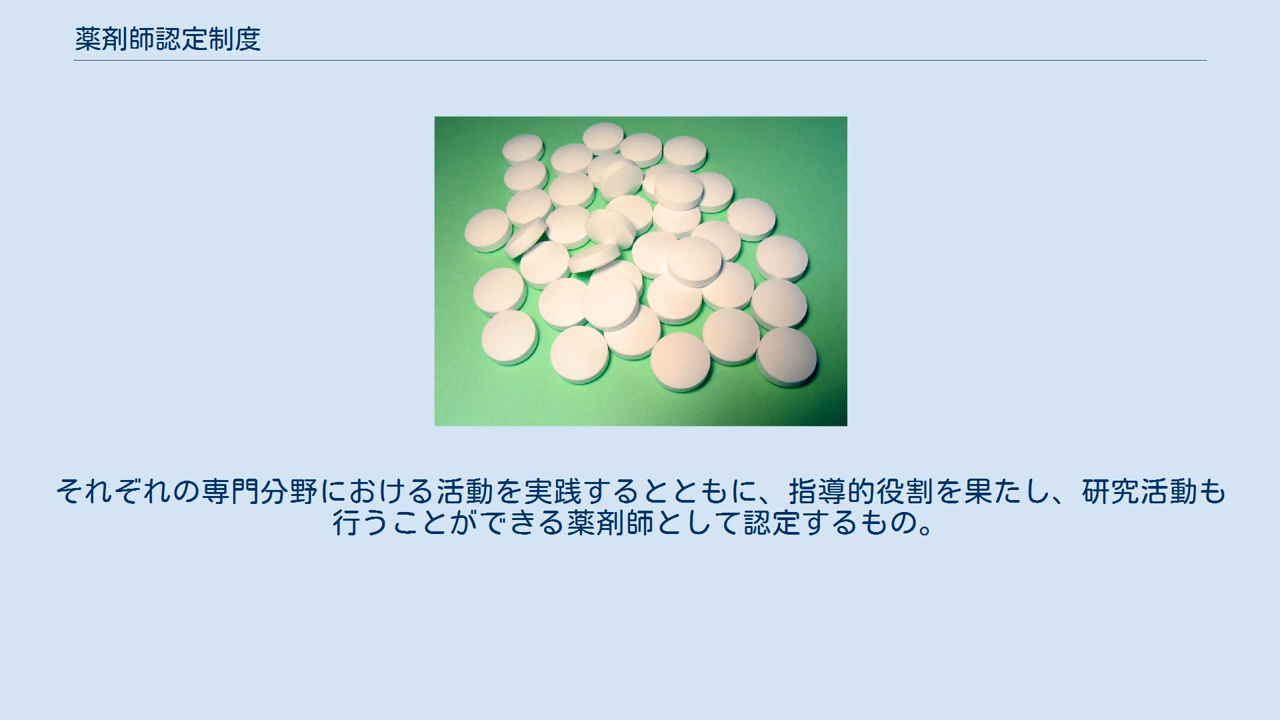 薬剤師認定制度
それぞれの専門分野における活動を実践するとともに、指導的役割を果たし、研究活動も
行うことができる薬剤師として認定するもの。